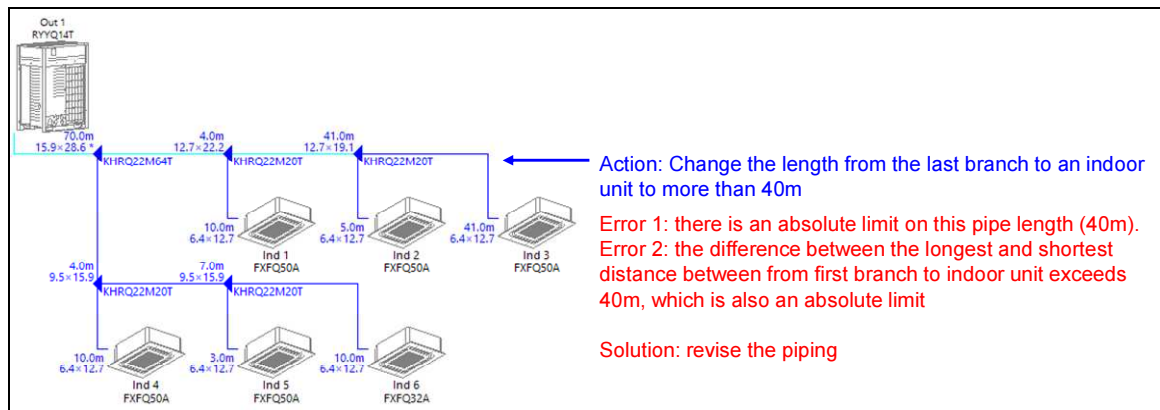 Out 1
RYYQ14T
70.0m
15.9×28.6 *
KHRQ22M64T
4.0m
12.7×22.2
KHRQ22M20T
41.0m
12.7×19.1
KHRQ22M20T
10.0m
6.4×12.7
Ind 1
FXFQ50A
5.0m
6.4×12.7
Ind 2
FXFQ50A
41.0m
6.4×12.7
Ind 3
FXFQ50A
4.0m
9.5×15.9
KHRQ22M20T
7.0m
9.5×15.9
KHRQ22M20T
10.0m
6.4×12.7
Ind 4
FXFQ50A
3.0m
6.4×12.7
Ind 5
FXFQ50A
10.0m
6.4×12.7
Ind 6
FXFQ32A
Action: Change the length from the last branch to an indoor
unit to more than 40m
Error 1: there is an absolute limit on this pipe length (40m).
Error 2: the difference between the longest and shortest
distance between from first branch to indoor unit exceeds
40m, which is also an absolute limit
Solution: revise the piping